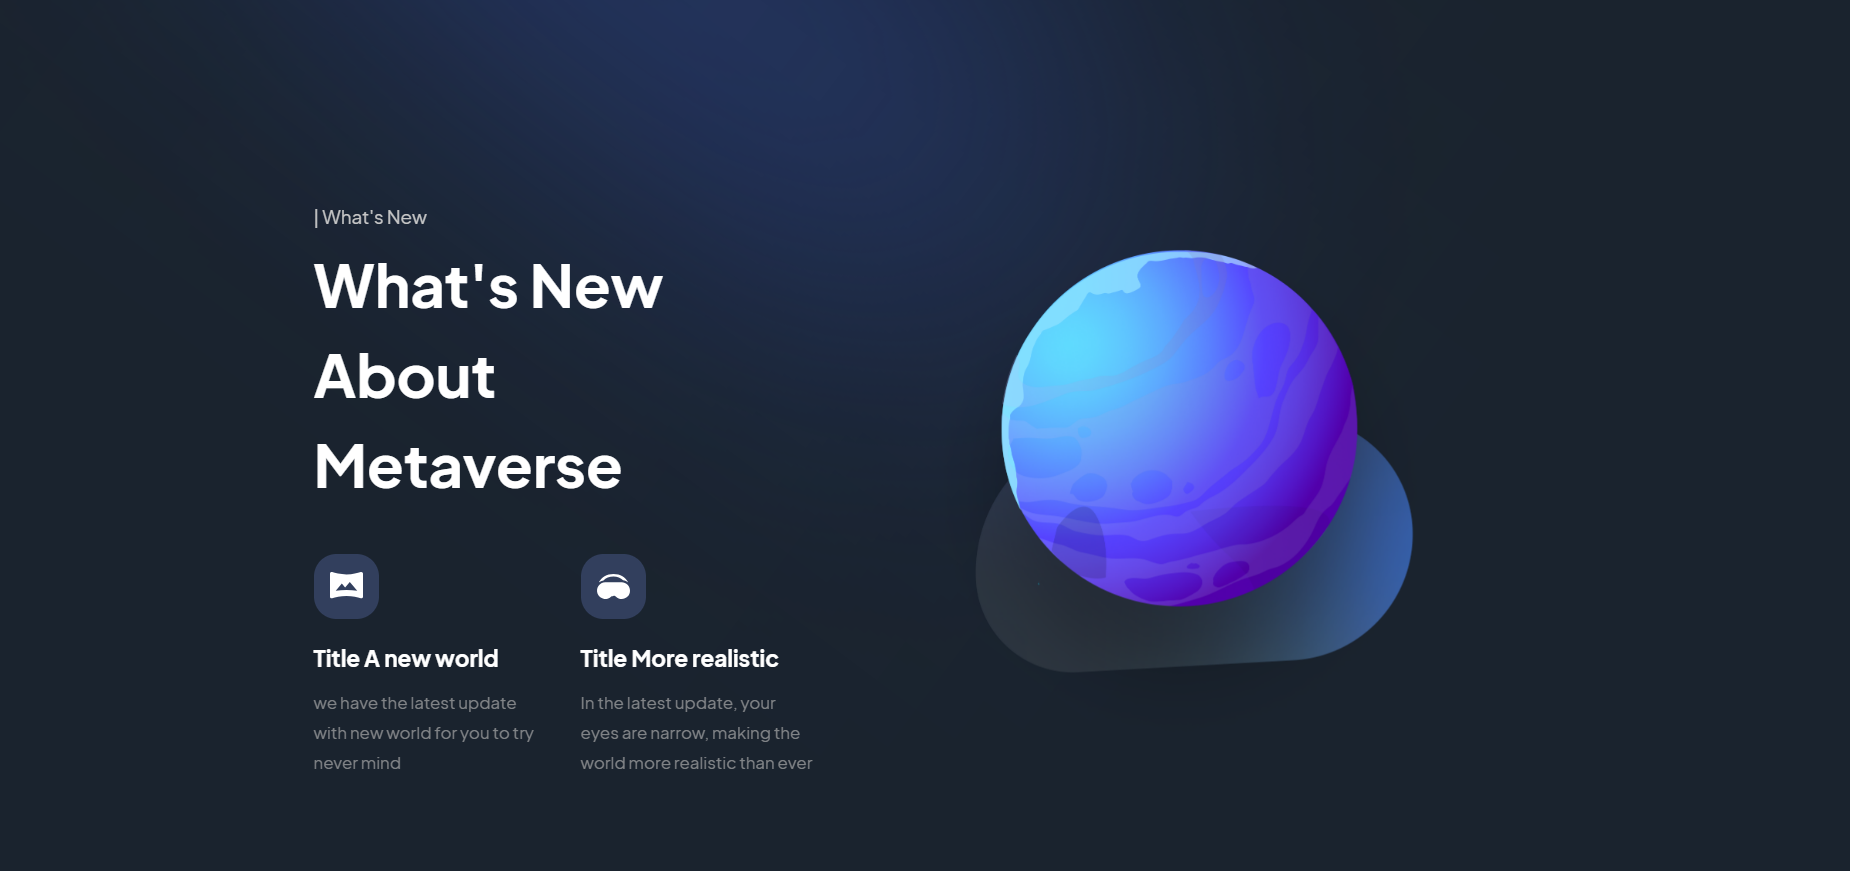 | What's New
What's New
About
Metaverse
Title A new world
we have the latest update
with new world for you to try
never mind
Title More realistic
In the latest update, your
eyes are narrow, making the
world more realistic than ever